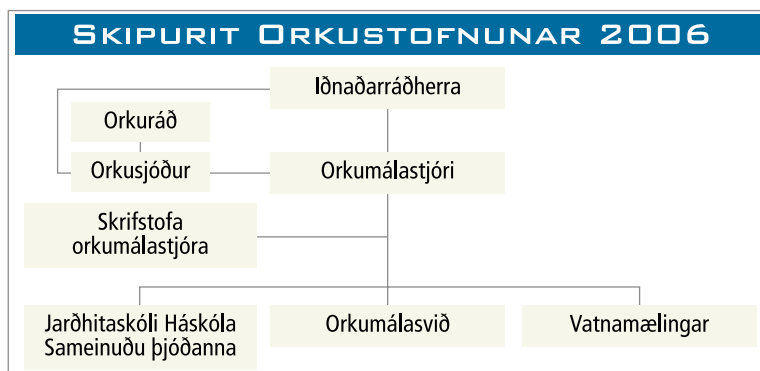 SKIPURIT ORKUSTOFNUNAR 2006
Iðnaðarráðherra
Orkuráð
Orkusjóður
Orkumálastjóri
Skrifstofa
orkumálastjóra
Jarðhitaskóli Háskóla
Sameinuðu þjóðanna
Orkumálasvið
Vatnamælingar